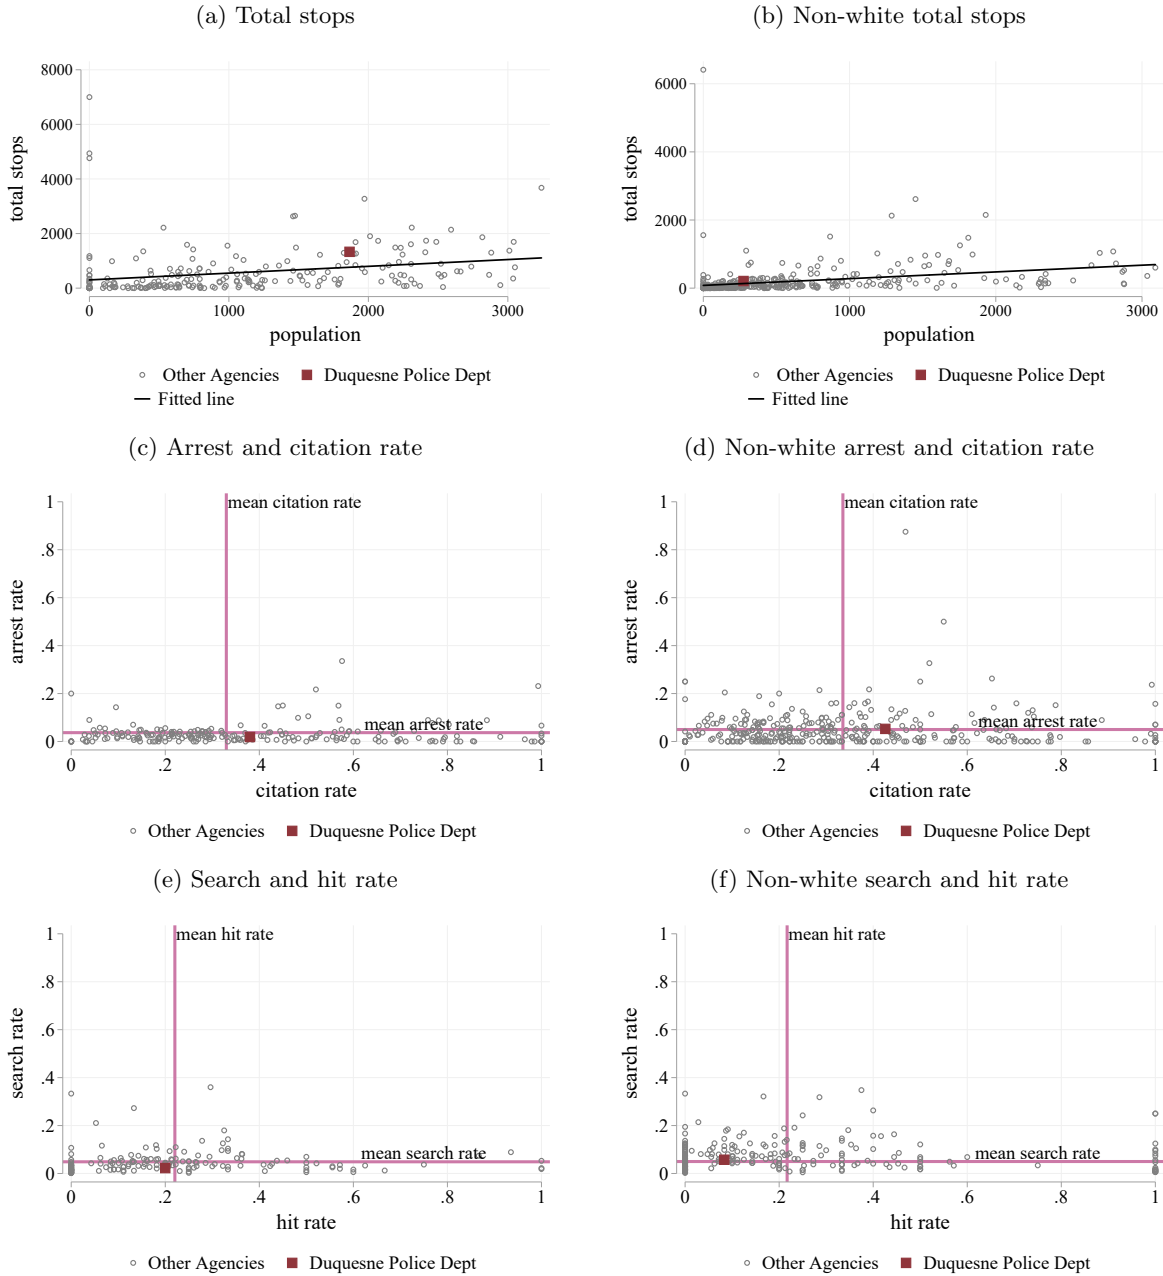 (a) Total stops
(b) Non-white total stops
8000
6000
4000
2000
0
total stops
0 1000 2000 3000
population
Other Agencies Duquesne Police Dept
Fitted line
6000
4000
2000
0
total stops
0 1000 2000 3000
population
Other Agencies Duquesne Police Dept
Fitted line
(c) Arrest and citation rate
(d) Non-white arrest and citation rate
mean citation rate
mean arrest rate
1
.8
.6
.4
.2
0
arrest rate
0 .2 .4 .6 .8 1
citation rate
Other Agencies Duquesne Police Dept
mean citation rate
mean arrest rate
1
.8
.6
.4
.2
0
arrest rate
0 .2 .4 .6 .8 1
citation rate
Other Agencies Duquesne Police Dept
(e) Search and hit rate
(f) Non-white search and hit rate
mean hit rate
mean search rate
1
.8
.6
.4
.2
0
search rate
0 .2 .4 .6 .8 1
hit rate
Other Agencies Duquesne Police Dept
mean hit rate
mean search rate
1
.8
.6
.4
.2
0
search rate
0 .2 .4 .6 .8 1
hit rate
Other Agencies Duquesne Police Dept